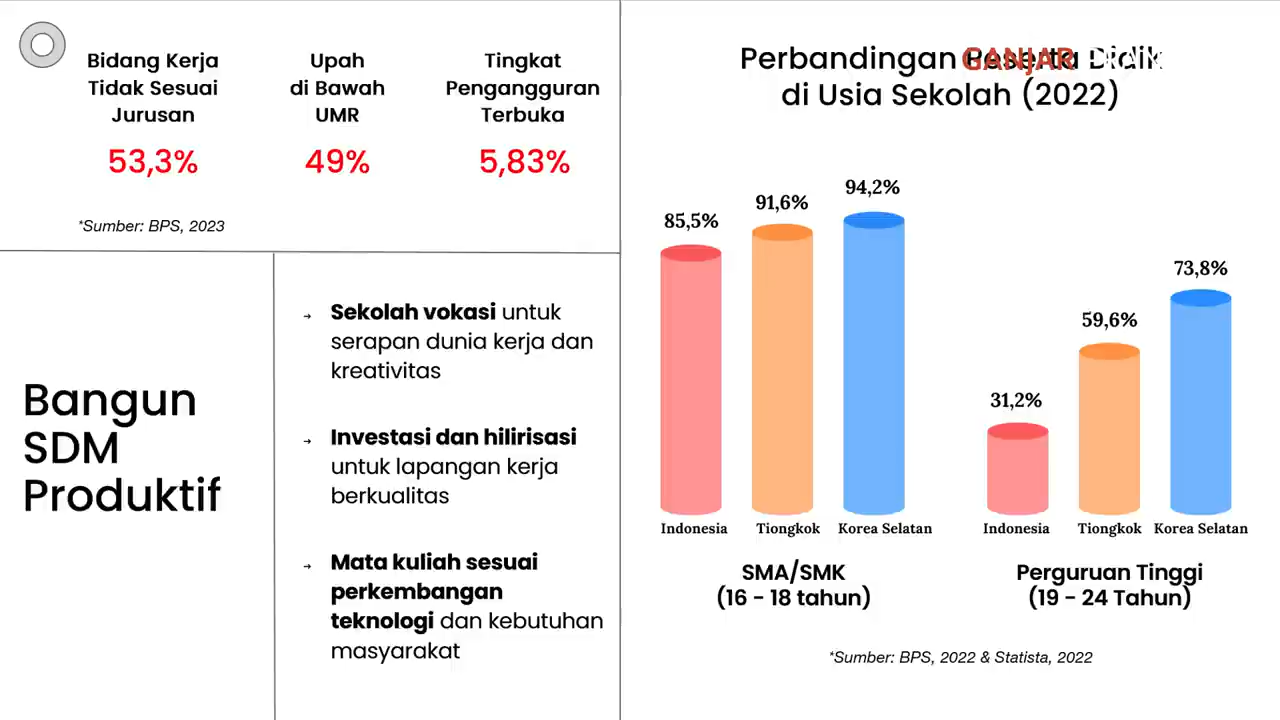 Bidang Kerja
Tidak Sesuai
Jurusan
53,3%
Upah
di Bawah
UMR
49%
Tingkat
Pengangguran
Terbuka
5,83%
*Sumber: BPS, 2023
Bangun
SDM
Produktif
→ Sekolah vokasi untuk
serapan dunia kerja dan
kreativitas
→ Investasi dan hilirisasi
untuk lapangan kerja
berkualitas
→ Mata kuliah sesuai
perkembangan
teknologi dan kebutuhan
masyarakat
Perbandingan Peserta Didik
GANJAR
di Usia Sekolah (2022)
85,5%
91,6%
94,2%
Indonesia
Tiongkok
Korea Selatan
SMA/SMK
(16 - 18 tahun)
31,2%
59,6%
73,8%
Indonesia
Tiongkok
Korea Selatan
Perguruan Tinggi
(19 - 24 Tahun)
*Sumber: BPS, 2022 & Statista, 2022